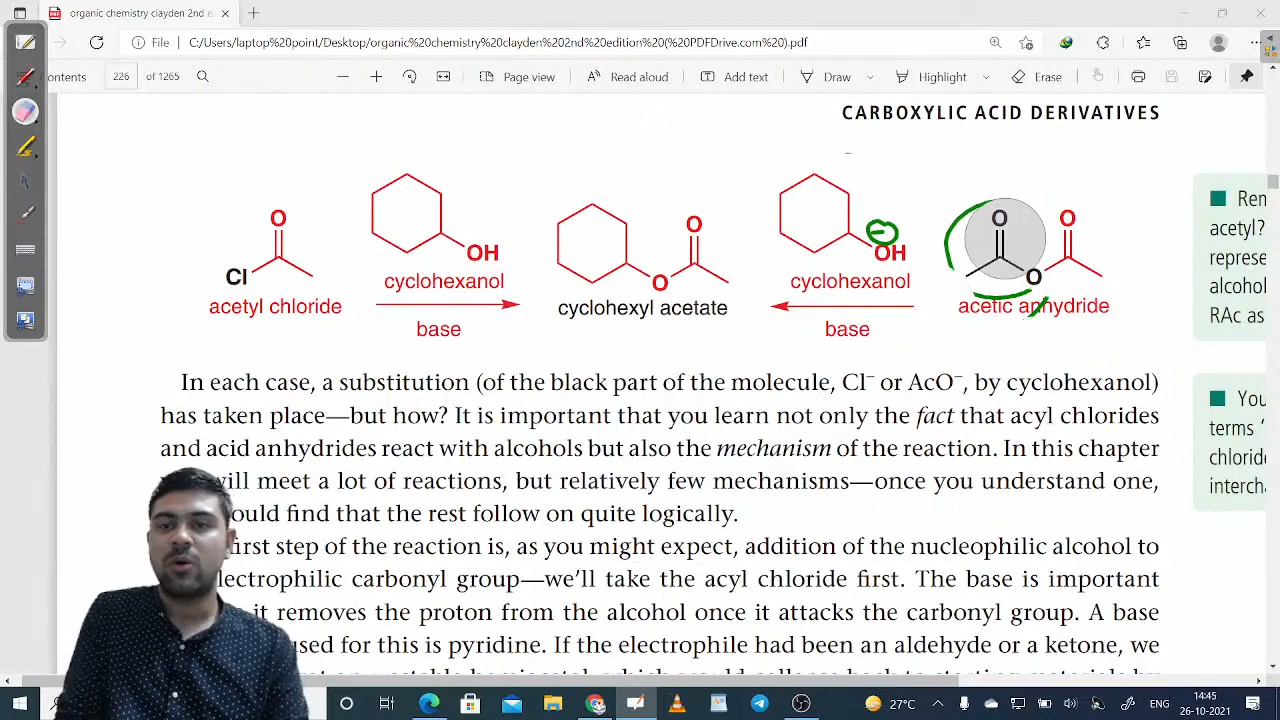 organic chemistry clayden 2nd e
File
C:/Users/laptop%20point/Desktop/organic%20chemistry%20clayden%202nd%20edition%20(%20PDFDrive.com%20).pdf
ontents
226
of 1265
Page view
Read aloud
Add text
Draw
Highlight
Erase
CARBOXYLIC ACID DERIVATIVES
O
Cl
acetyl chloride
OH
cyclohexanol
base
O
O
cyclohexyl acetate
OH
cyclohexanol
base
O
O
O
acetic anhydride
In each case, a substitution (of the black part of the molecule, Cl⁻ or AcO⁻, by cyclohexanol)
has taken place—but how? It is important that you learn not only the fact that acyl chlorides
and acid anhydrides react with alcohols but also the mechanism of the reaction. In this chapter
will meet a lot of reactions, but relatively few mechanisms—once you understand one,
ould find that the rest follow on quite logically.
first step of the reaction is, as you might expect, addition of the nucleophilic alcohol to
lectrophilic carbonyl group—we'll take the acyl chloride first. The base is important
it removes the proton from the alcohol once it attacks the carbonyl group. A base
used for this is pyridine. If the electrophile had been an aldehyde or a ketone, we
Ren
acetyl?
represe
alcohol
RAc as
You
terms '
chloride
interch
27°C
ENG
14:45
26-10-2021